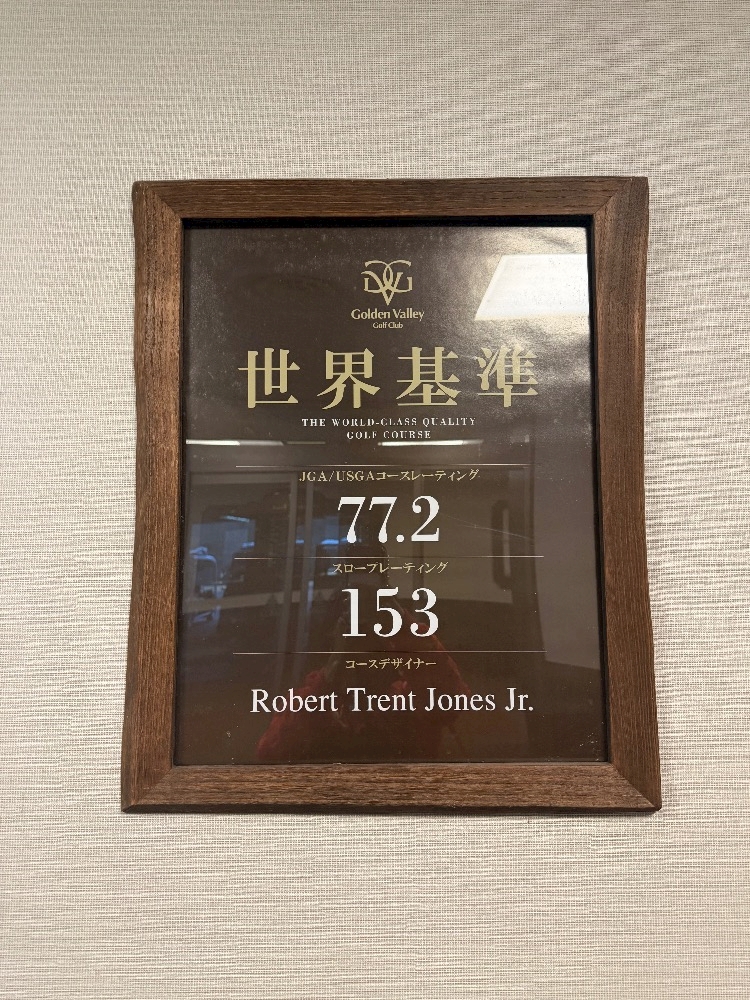 Golden Valley
Golf Club
世界基準
THE WORLD-CLASS QUALITY
GOLF COURSE
JGA/USGAコースレーティング
77.2
スロープレーティング
153
コースデザイナー
Robert Trent Jones Jr.